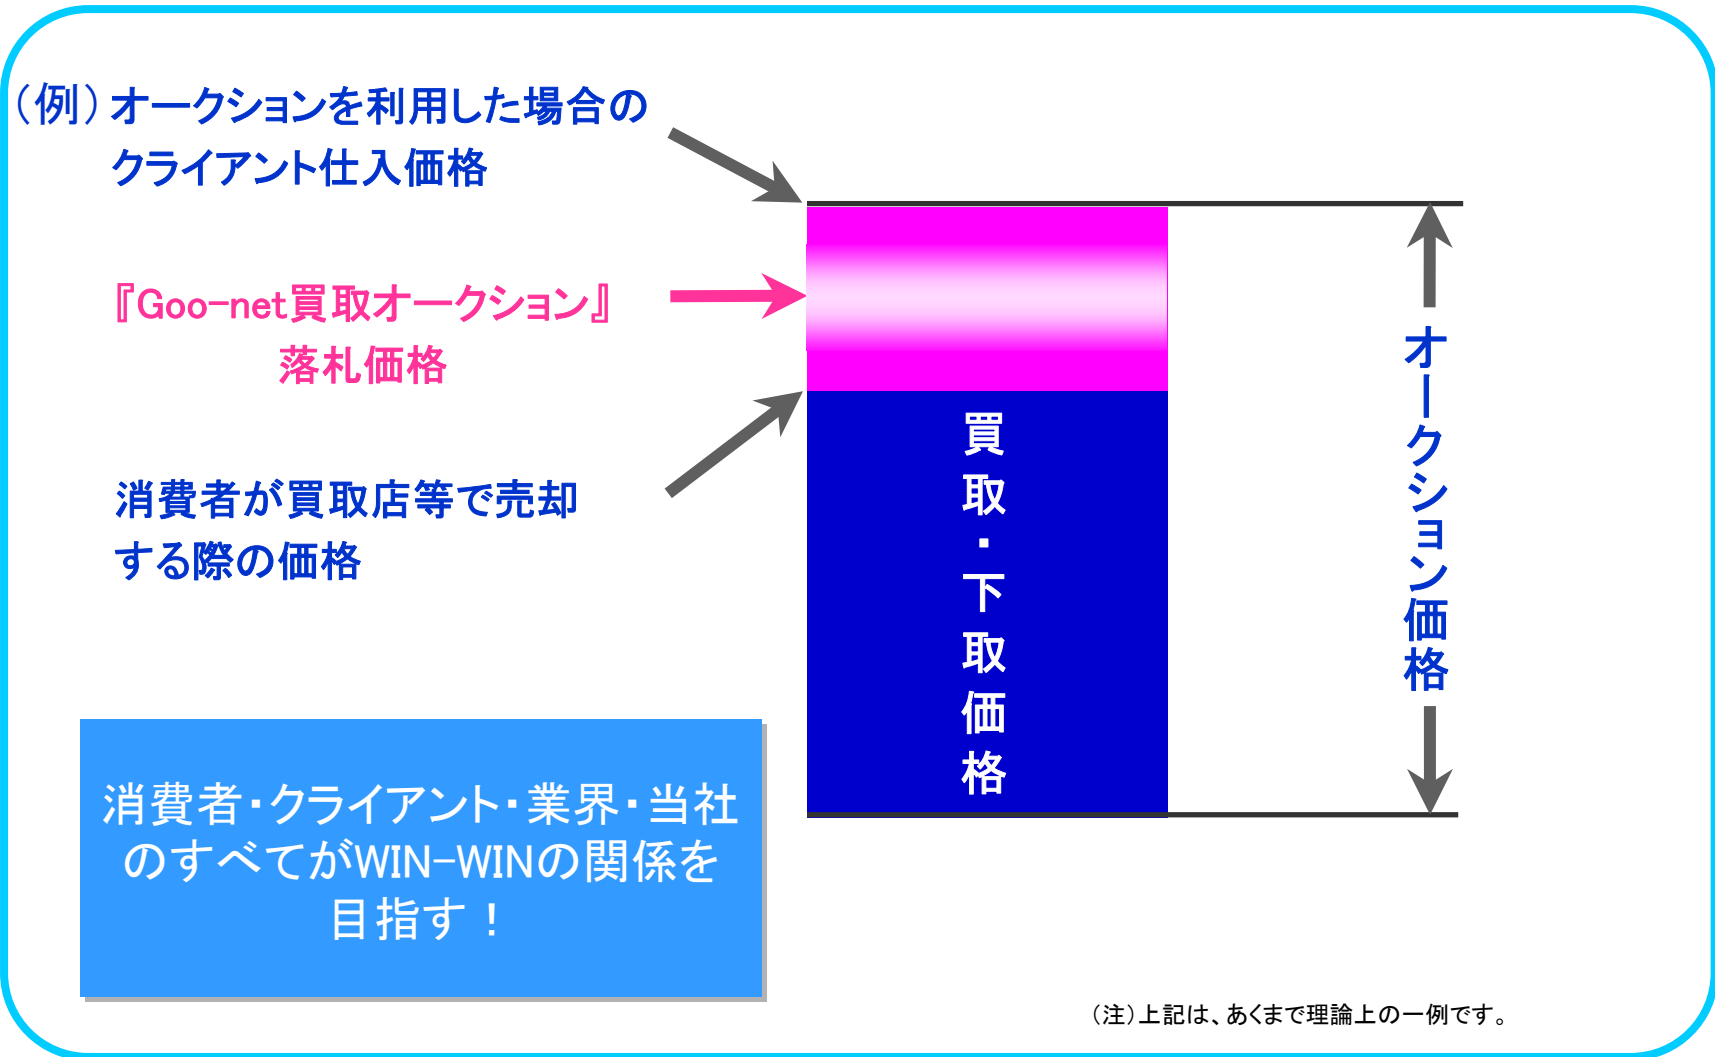 （例）オークションを利用した場合の
クライアント仕入価格
『Goo-net買取オークション』
落札価格
消費者が買取店等で売却
する際の価格
買取・下取価格
オークション価格
消費者・クライアント・業界・当社
のすべてがWIN-WINの関係を
目指す！
（注）上記は、あくまで理論上の一例です。